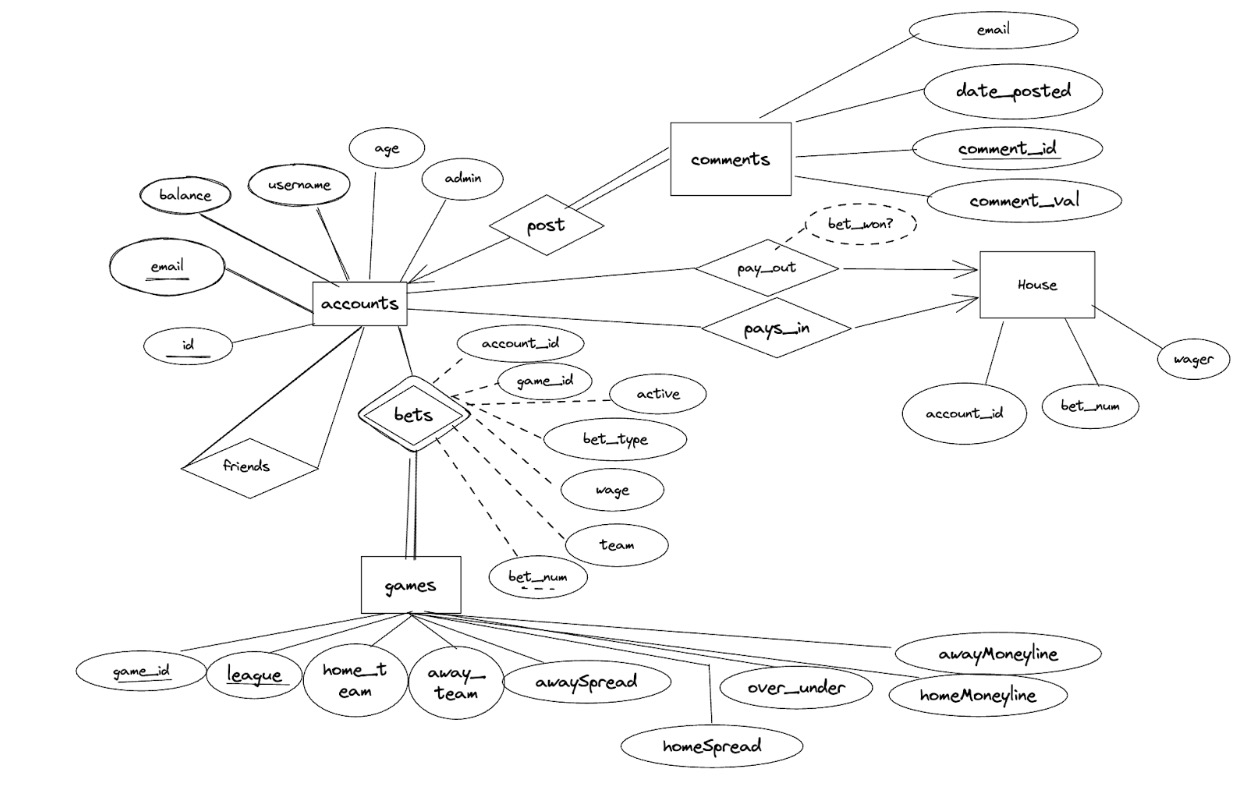 email
date_posted
comments
comment_id
comment_val
age
admin
username
balance
email
id
accounts
post
bet_won?
pay_out
pays_in
House
wager
account_id
bet_num
account_id
game_id
active
bets
bet_type
wage
team
bet_num
friends
games
game_id
league
home_t
eam
away_
team
awaySpread
homeSpread
over_under
awayMoneyline
homeMoneyline